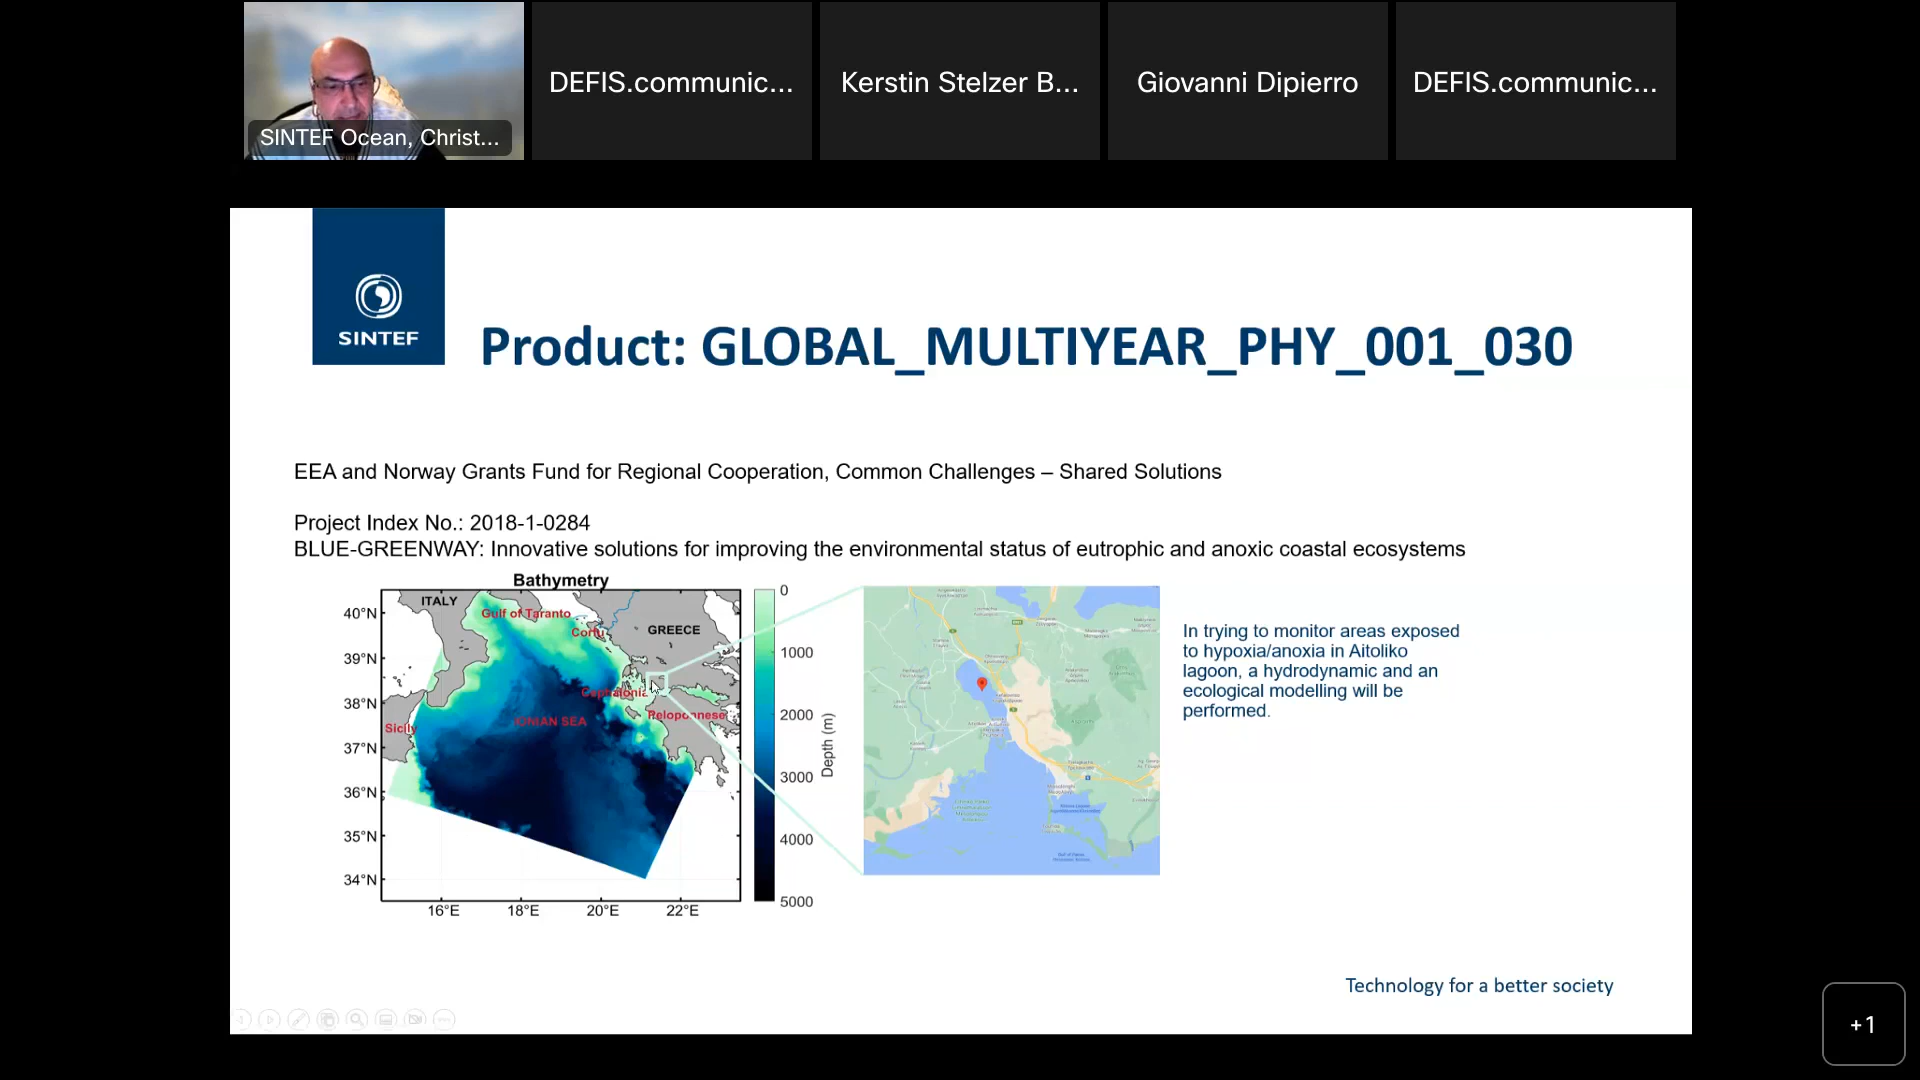 SINTEF Ocean, Christ...
DEFIS.communic...
Kerstin Stelzer B...
Giovanni Dipierro
DEFIS.communic...
SINTEF
Product: GLOBAL_MULTIYEAR_PHY_001_030
EEA and Norway Grants Fund for Regional Cooperation, Common Challenges – Shared Solutions
Project Index No.: 2018-1-0284
BLUE-GREENWAY: Innovative solutions for improving the environmental status of eutrophic and anoxic coastal ecosystems
Bathymetry
40°N
39°N
38°N
37°N
36°N
35°N
34°N
16°E
18°E
20°E
22°E
ITALY
Gulf of Taranto
Corfu
GREECE
Cephalonia
Peloponnese
IONIAN SEA
Sicily
0
1000
2000
3000
4000
5000
Depth (m)
In trying to monitor areas exposed
to hypoxia/anoxia in Aitoliko
lagoon, a hydrodynamic and an
ecological modelling will be
performed.
Technology for a better society
+1